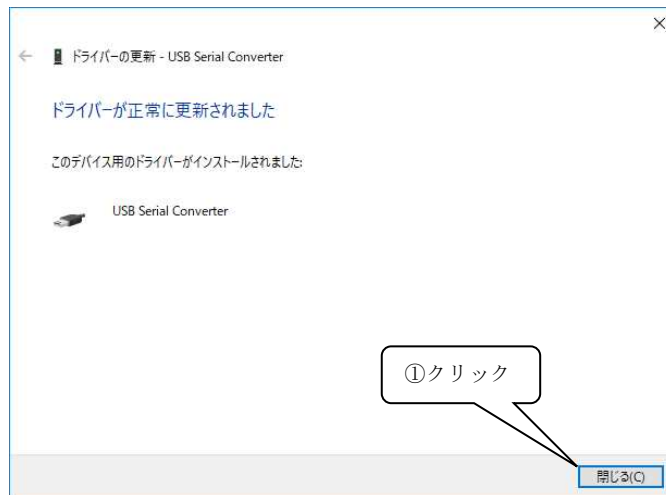 ドライバーの更新 - USB Serial Converter
ドライバーが正常に更新されました
このデバイス用のドライバーがインストールされました:
USB Serial Converter
①クリック
閉じる(C)